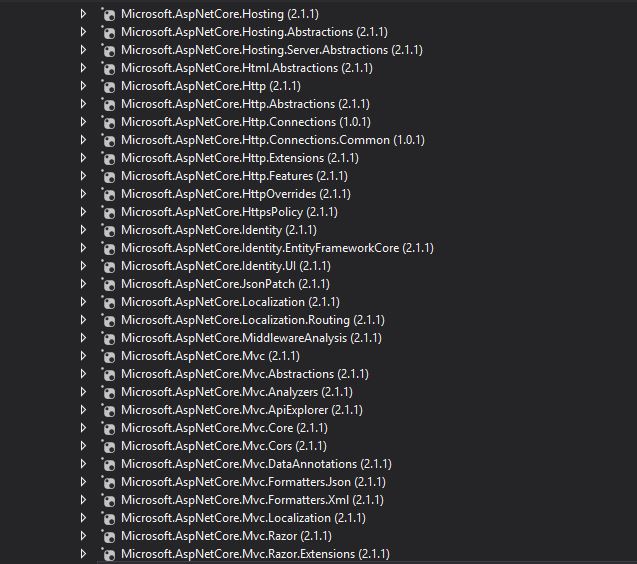 Microsoft.AspNetCore.Hosting (2.1.1)
Microsoft.AspNetCore.Hosting.Abstractions (2.1.1)
Microsoft.AspNetCore.Hosting.Server.Abstractions (2.1.1)
Microsoft.AspNetCore.Html.Abstractions (2.1.1)
Microsoft.AspNetCore.Http (2.1.1)
Microsoft.AspNetCore.Http.Abstractions (2.1.1)
Microsoft.AspNetCore.Http.Connections (1.0.1)
Microsoft.AspNetCore.Http.Connections.Common (1.0.1)
Microsoft.AspNetCore.Http.Extensions (2.1.1)
Microsoft.AspNetCore.Http.Features (2.1.1)
Microsoft.AspNetCore.HttpOverrides (2.1.1)
Microsoft.AspNetCore.HttpsPolicy (2.1.1)
Microsoft.AspNetCore.Identity (2.1.1)
Microsoft.AspNetCore.Identity.EntityFrameworkCore (2.1.1)
Microsoft.AspNetCore.Identity.UI (2.1.1)
Microsoft.AspNetCore.JsonPatch (2.1.1)
Microsoft.AspNetCore.Localization (2.1.1)
Microsoft.AspNetCore.Localization.Routing (2.1.1)
Microsoft.AspNetCore.MiddlewareAnalysis (2.1.1)
Microsoft.AspNetCore.Mvc (2.1.1)
Microsoft.AspNetCore.Mvc.Abstractions (2.1.1)
Microsoft.AspNetCore.Mvc.Analyzers (2.1.1)
Microsoft.AspNetCore.Mvc.ApiExplorer (2.1.1)
Microsoft.AspNetCore.Mvc.Core (2.1.1)
Microsoft.AspNetCore.Mvc.Cors (2.1.1)
Microsoft.AspNetCore.Mvc.DataAnnotations (2.1.1)
Microsoft.AspNetCore.Mvc.Formatters.Json (2.1.1)
Microsoft.AspNetCore.Mvc.Formatters.Xml (2.1.1)
Microsoft.AspNetCore.Mvc.Localization (2.1.1)
Microsoft.AspNetCore.Mvc.Razor (2.1.1)
Microsoft.AspNetCore.Mvc.Razor.Extensions (2.1.1)